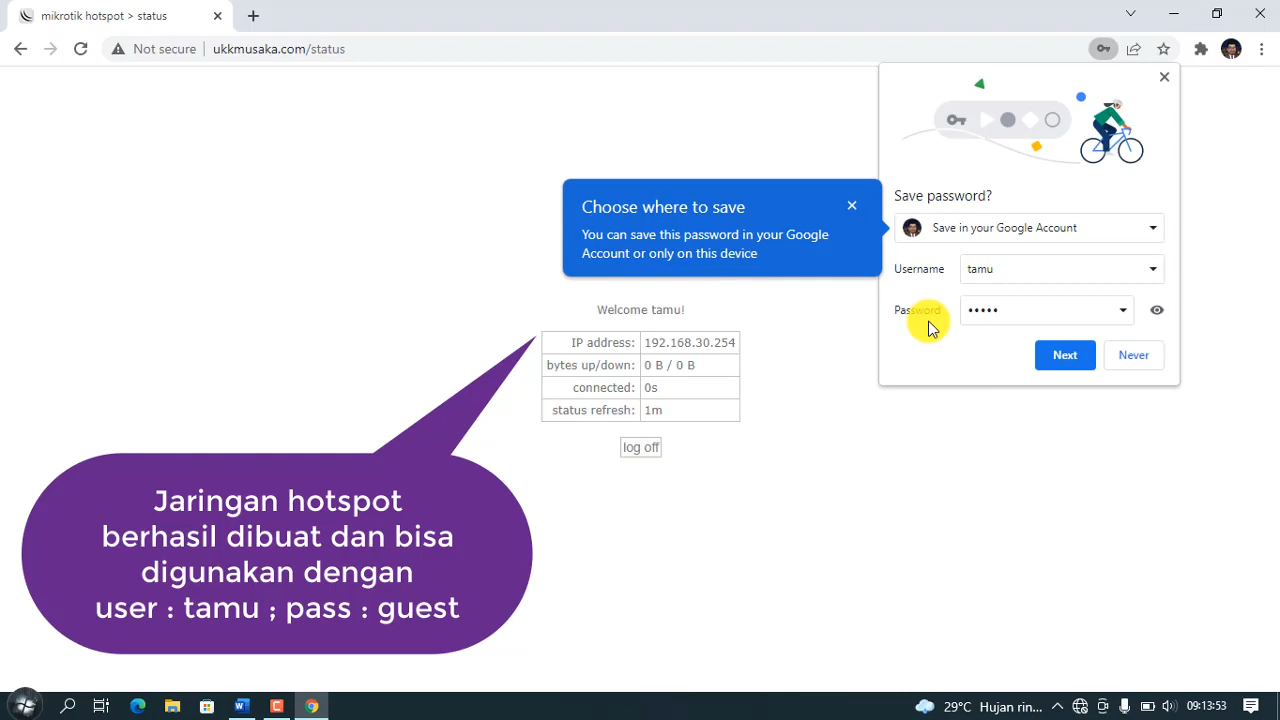 mikrotik hotspot > status
Not secure
ukkmusaka.com/status
Save password?
Save in your Google Account
Username
tamu
Password
•••••
Next
Never
Choose where to save
You can save this password in your Google
Account or only on this device
Welcome tamu!
IP address: 192.168.30.254
bytes up/down: 0 B / 0 B
connected: 0s
status refresh: 1m
log off
Jaringan hotspot
berhasil dibuat dan bisa
digunakan dengan
user : tamu ; pass : guest
29°C Hujan rin...
09:13:53